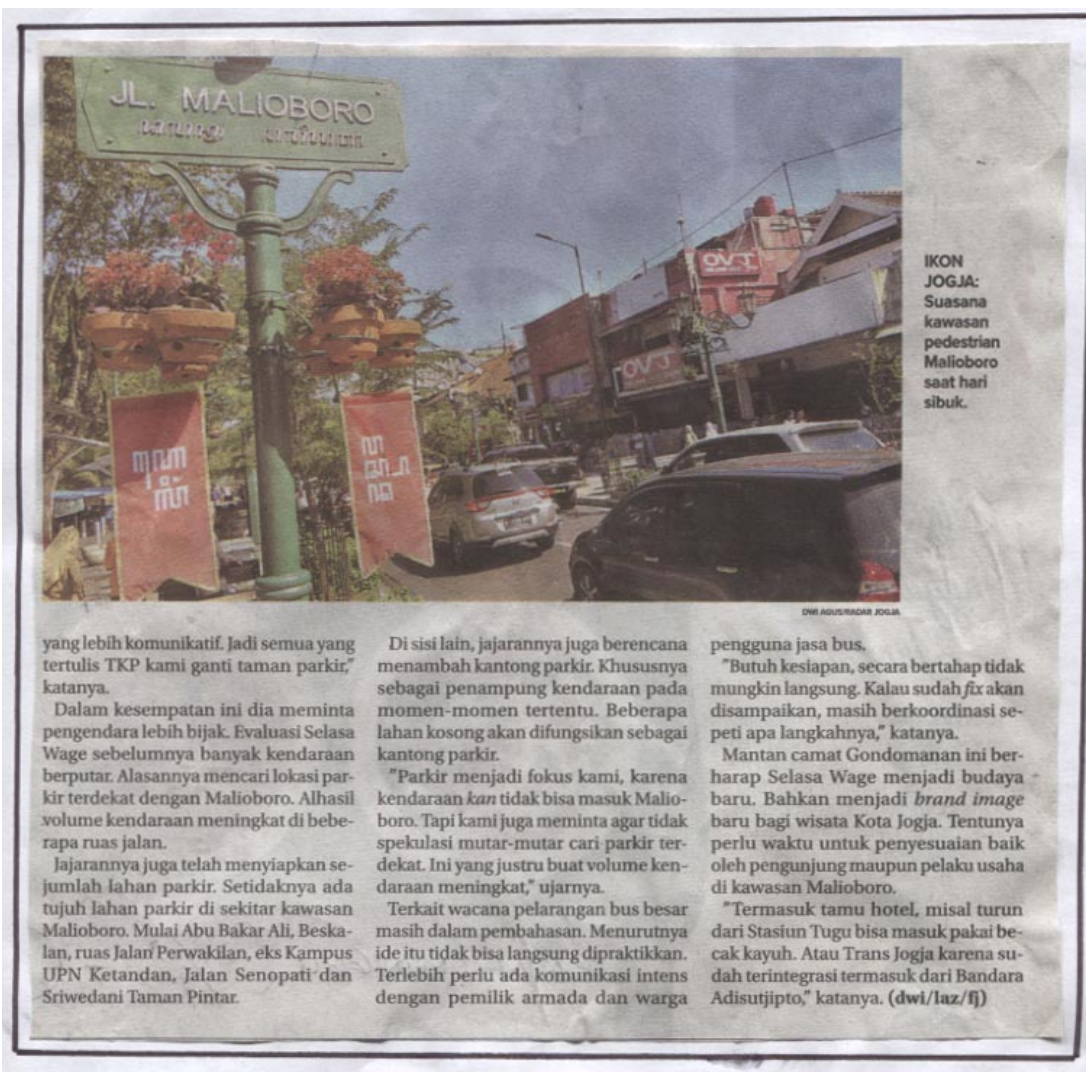 JL. MALIOBORO
OVJ
OVJ
IKON
JOGJA:
Suasana
kawasan
pedestrian
Malioboro
saat hari
sibuk.
DWI AGUS/RADAR JOGJA
yang lebih komunikatif. Jadi semua yang
tertulis TKP kami ganti taman parkir,"
katanya.
Dalam kesempatan ini dia meminta
pengendara lebih bijak. Evaluasi Selasa
Wage sebelumnya banyak kendaraan
berputar. Alasannya mencari lokasi par-
kir terdekat dengan Malioboro. Alhasil
volume kendaraan meningkat di bebe-
rapa ruas jalan.
Jajarannya juga telah menyiapkan se-
jumlah lahan parkir. Setidaknya ada
tujuh lahan parkir di sekitar kawasan
Malioboro. Mulai Abu Bakar Ali, Beska-
lan, ruas Jalan Perwakilan, eks Kampus
UPN Ketandan, Jalan Senopati dan
Sriwedani Taman Pintar.
Di sisi lain, jajarannya juga berencana
menambah kantong parkir. Khususnya
sebagai penampung kendaraan pada
momen-momen tertentu. Beberapa
lahan kosong akan difungsikan sebagai
kantong parkir.
"Parkir menjadi fokus kami, karena
kendaraan kan tidak bisa masuk Malio-
boro. Tapi kami juga meminta agar tidak
spekulasi mutar-mutar cari parkir ter-
dekat. Ini yang justru buat volume ken-
daraan meningkat," ujarnya.
Terkait wacana pelarangan bus besar
masih dalam pembahasan. Menurutnya
ide itu tidak bisa langsung dipraktikkan.
Terlebih perlu ada komunikasi intens
dengan pemilik armada dan warga
pengguna jasa bus.
"Butuh kesiapan, secara bertahap tidak
mungkin langsung. Kalau sudah fix akan
disampaikan, masih berkoordinasi se-
peti apa langkahnya," katanya.
Mantan camat Gondomanan ini ber-
harap Selasa Wage menjadi budaya
baru. Bahkan menjadi brand image
baru bagi wisata Kota Jogja. Tentunya
perlu waktu untuk penyesuaian baik
oleh pengunjung maupun pelaku usaha
di kawasan Malioboro.
"Termasuk tamu hotel, misal turun
dari Stasiun Tugu bisa masuk pakai be-
cak kayuh. Atau Trans Jogja karena su-
dah terintegrasi termasuk dari Bandara
Adisutjipto," katanya. (dwi/laz/fj)